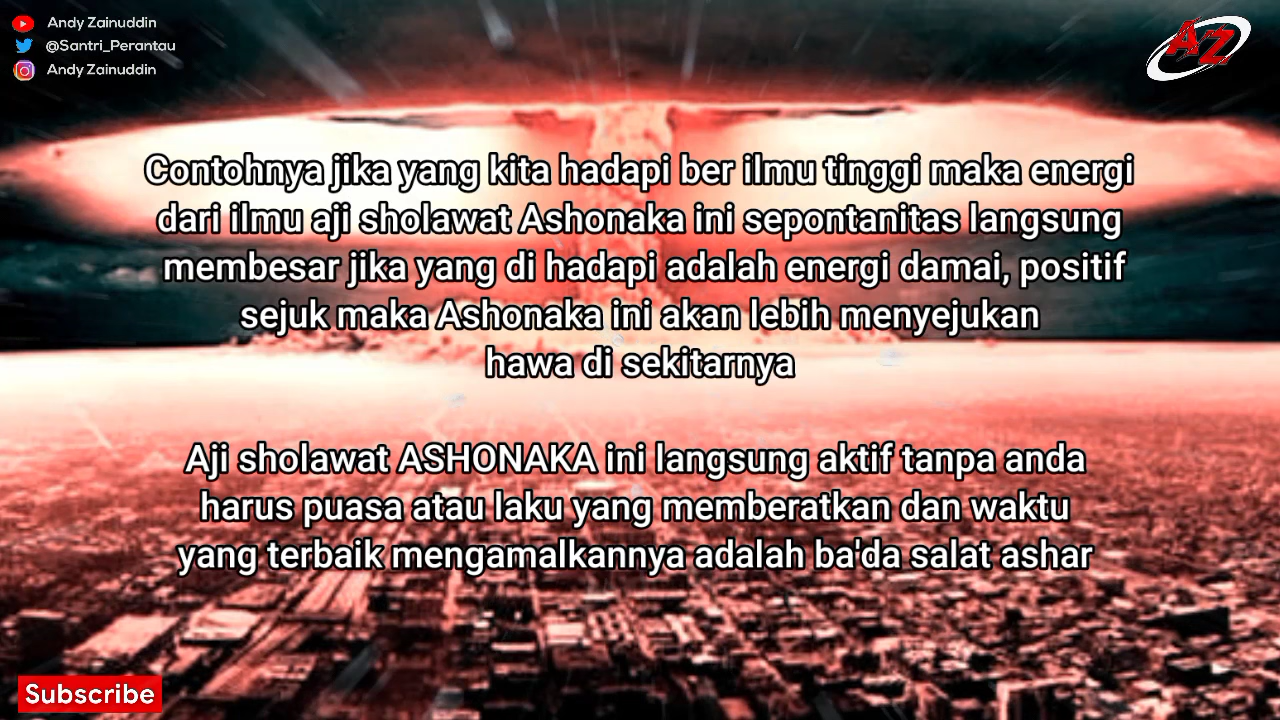 Andy Zainuddin
@Santri_Perantau
Andy Zainuddin
AZ
Contohnya jika yang kita hadapi ber ilmu tinggi maka energi
dari ilmu aji sholawat Ashonaka ini sepontanitas langsung
membesar jika yang di hadapi adalah energi damai, positif
sejuk maka Ashonaka ini akan lebih menyejukan
hawa di sekitarnya
Aji sholawat ASHONAKA ini langsung aktif tanpa anda
harus puasa atau laku yang memberatkan dan waktu
yang terbaik mengamalkannya adalah ba'da salat ashar
Subscribe